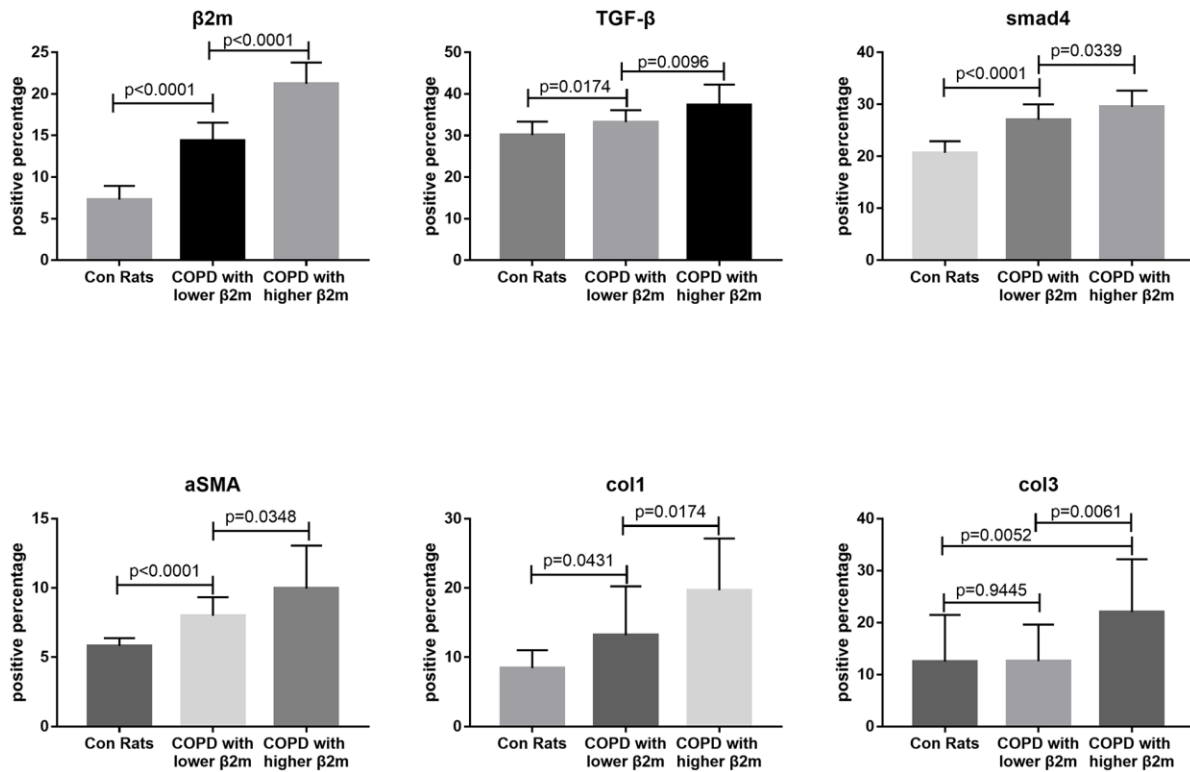 β2m
p<0.0001
p<0.0001
positive percentage
25
20
15
10
5
0
Con Rats
COPD with
lower β2m
COPD with
higher β2m
TGF-β
p=0.0096
p=0.0174
positive percentage
50
40
30
20
10
0
Con Rats
COPD with
lower β2m
COPD with
higher β2m
smad4
p=0.0339
p<0.0001
positive percentage
40
30
20
10
0
Con Rats
COPD with
lower β2m
COPD with
higher β2m
aSMA
p=0.0348
p<0.0001
positive percentage
15
10
5
0
Con Rats
COPD with
lower β2m
COPD with
higher β2m
col1
p=0.0174
p=0.0431
positive percentage
30
20
10
0
Con Rats
COPD with
lower β2m
COPD with
higher β2m
col3
p=0.0061
p=0.0052
p=0.9445
positive percentage
40
30
20
10
0
Con Rats
COPD with
lower β2m
COPD with
higher β2m